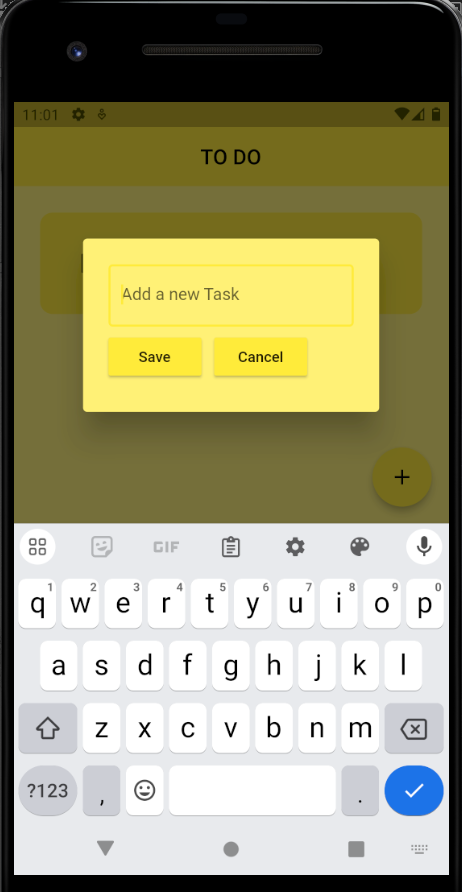 11:01
TO DO
Add a new Task
Save Cancel
+
GIF
q1 w2 e3 r4 t5 y6 u7 i8 o9 p0
a s d f g h j k l
z x c v b n m
?123 , .